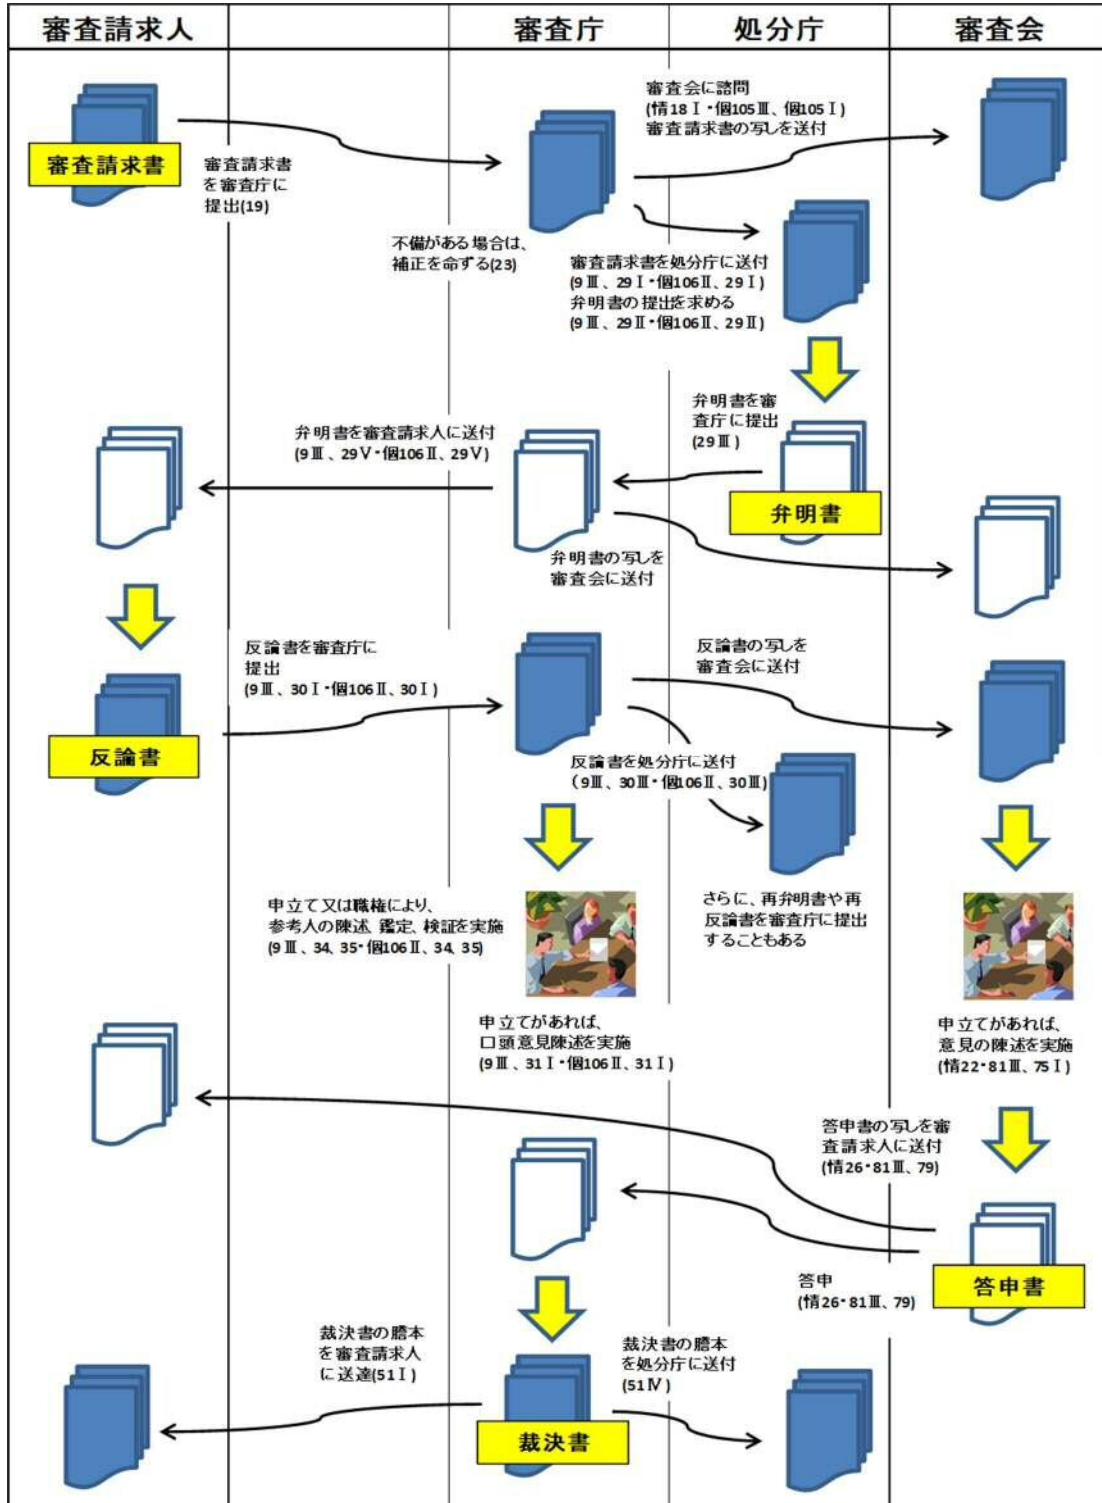 審査請求人
審査庁
処分庁
審査会
審査会に諮問
(情18Ⅰ・個105Ⅲ、個105Ⅰ)
審査請求書の写しを送付
審査請求書
審査請求書
を審査庁に
提出(19)
不備がある場合は、
補正を命ずる(23)
審査請求書を処分庁に送付
(9Ⅲ、29Ⅰ・個106Ⅱ、29Ⅰ)
弁明書の提出を求める
(9Ⅲ、29Ⅱ・個106Ⅱ、29Ⅱ)
弁明書を審
査庁に提出
(29Ⅲ)
弁明書を審査請求人に送付
(9Ⅲ、29Ⅴ・個106Ⅱ、29Ⅴ)
弁明書
弁明書の写しを
審査会に送付
反論書を審査庁に
提出
(9Ⅲ、30Ⅰ・個106Ⅱ、30Ⅰ)
反論書の写しを
審査会に送付
反論書
反論書を処分庁に送付
(9Ⅲ、30Ⅲ・個106Ⅱ、30Ⅲ)
申立て又は職権により、
参考人の陳述、鑑定、検証を実施
(9Ⅲ、34、35・個106Ⅱ、34、35)
さらに、再弁明書や再
反論書を審査庁に提出
することもある
申立てがあれば、
口頭意見陳述を実施
(9Ⅲ、31Ⅰ・個106Ⅱ、31Ⅰ)
申立てがあれば、
意見の陳述を実施
(情22・81Ⅲ、75Ⅰ)
答申書の写しを審
査請求人に送付
(情26・81Ⅲ、79)
答申
(情26・81Ⅲ、79)
答申書
裁決書の謄本
を審査請求人
に送達(51Ⅰ)
裁決書の謄本
を処分庁に送付
(51Ⅳ)
裁決書